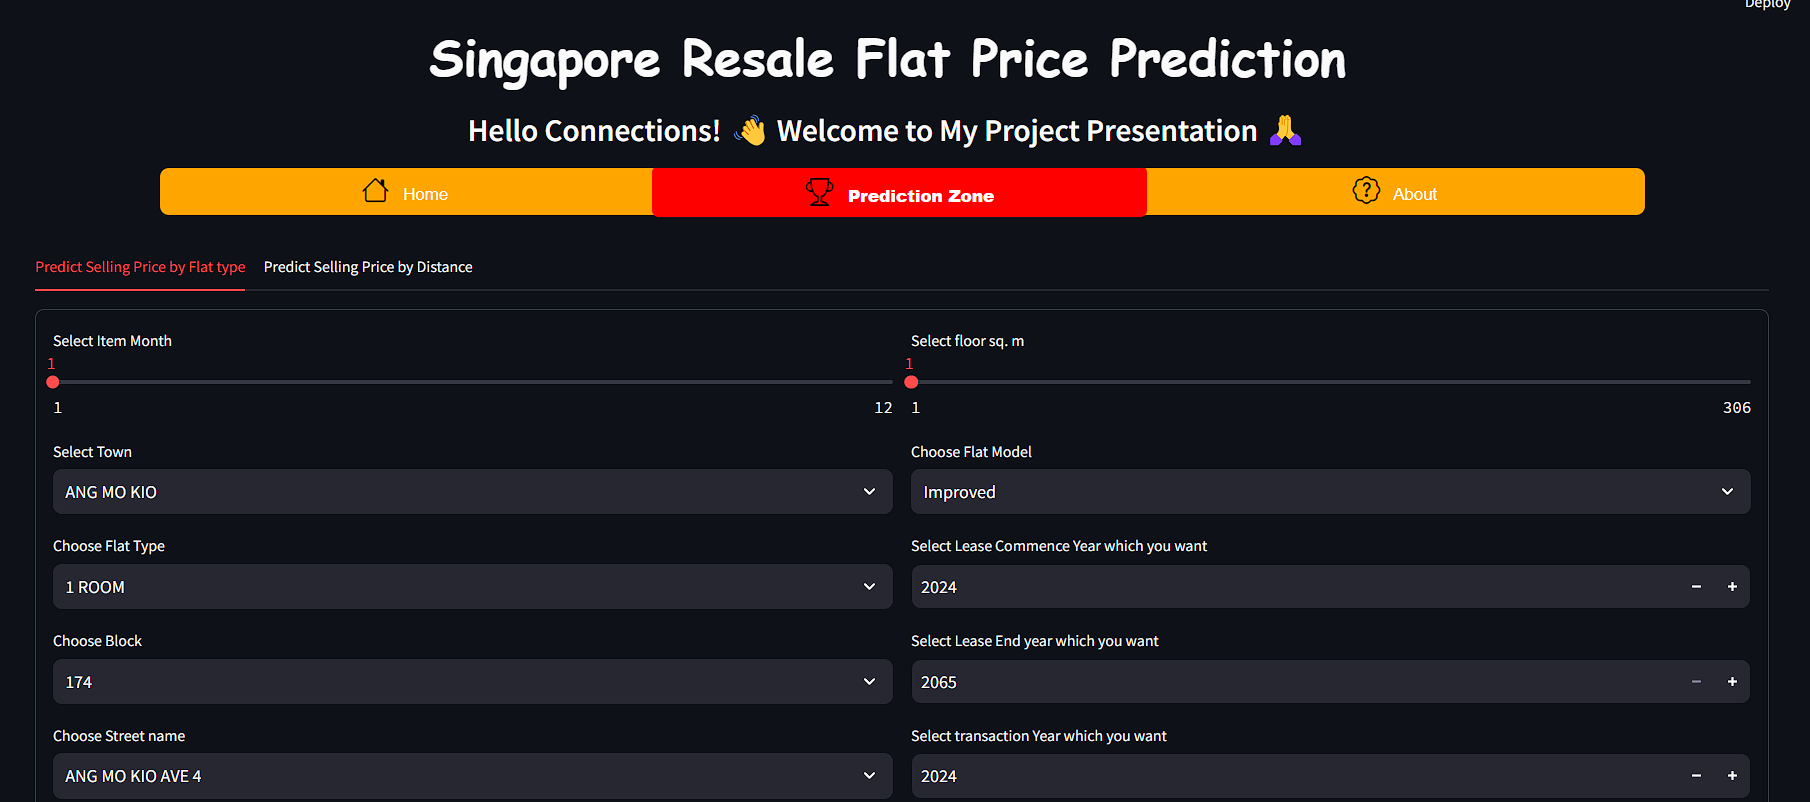 Deploy
Singapore Resale Flat Price Prediction
Hello Connections! 👋 Welcome to My Project Presentation 🙏
Home
Prediction Zone
About
Predict Selling Price by Flat type
Predict Selling Price by Distance
Select Item Month
1
1 12
Select floor sq. m
1
1 306
Select Town
ANG MO KIO
Choose Flat Model
Improved
Choose Flat Type
1 ROOM
Select Lease Commence Year which you want
2024
Choose Block
174
Select Lease End year which you want
2065
Choose Street name
ANG MO KIO AVE 4
Select transaction Year which you want
2024